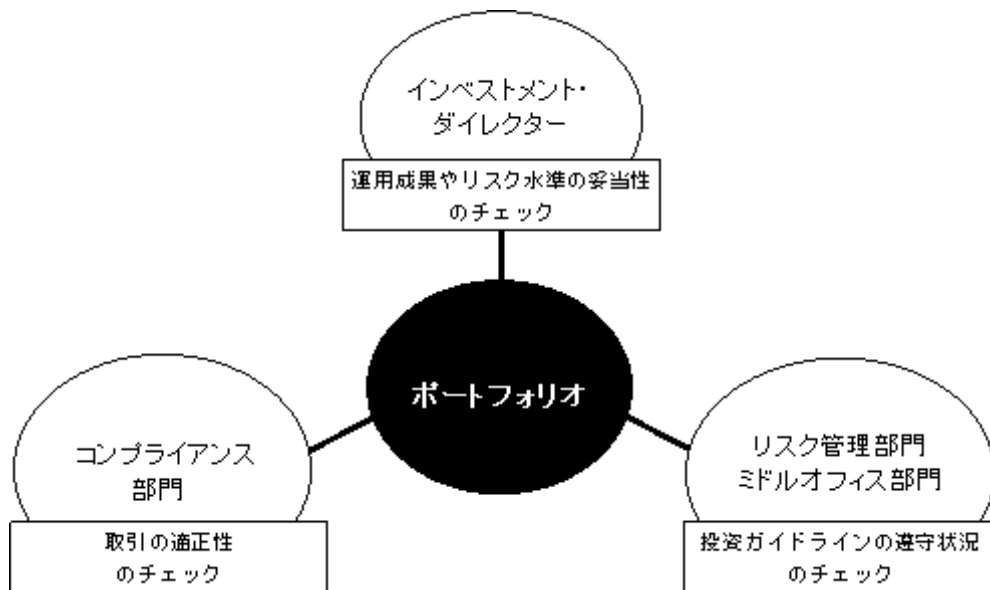 インベストメント・
ダイレクター
運用成果やリスク水準の妥当性
のチェック
ポートフォリオ
コンプライアンス
部門
取引の適正性
のチェック
リスク管理部門
ミドルオフィス部門
投資ガイドラインの遵守状況
のチェック